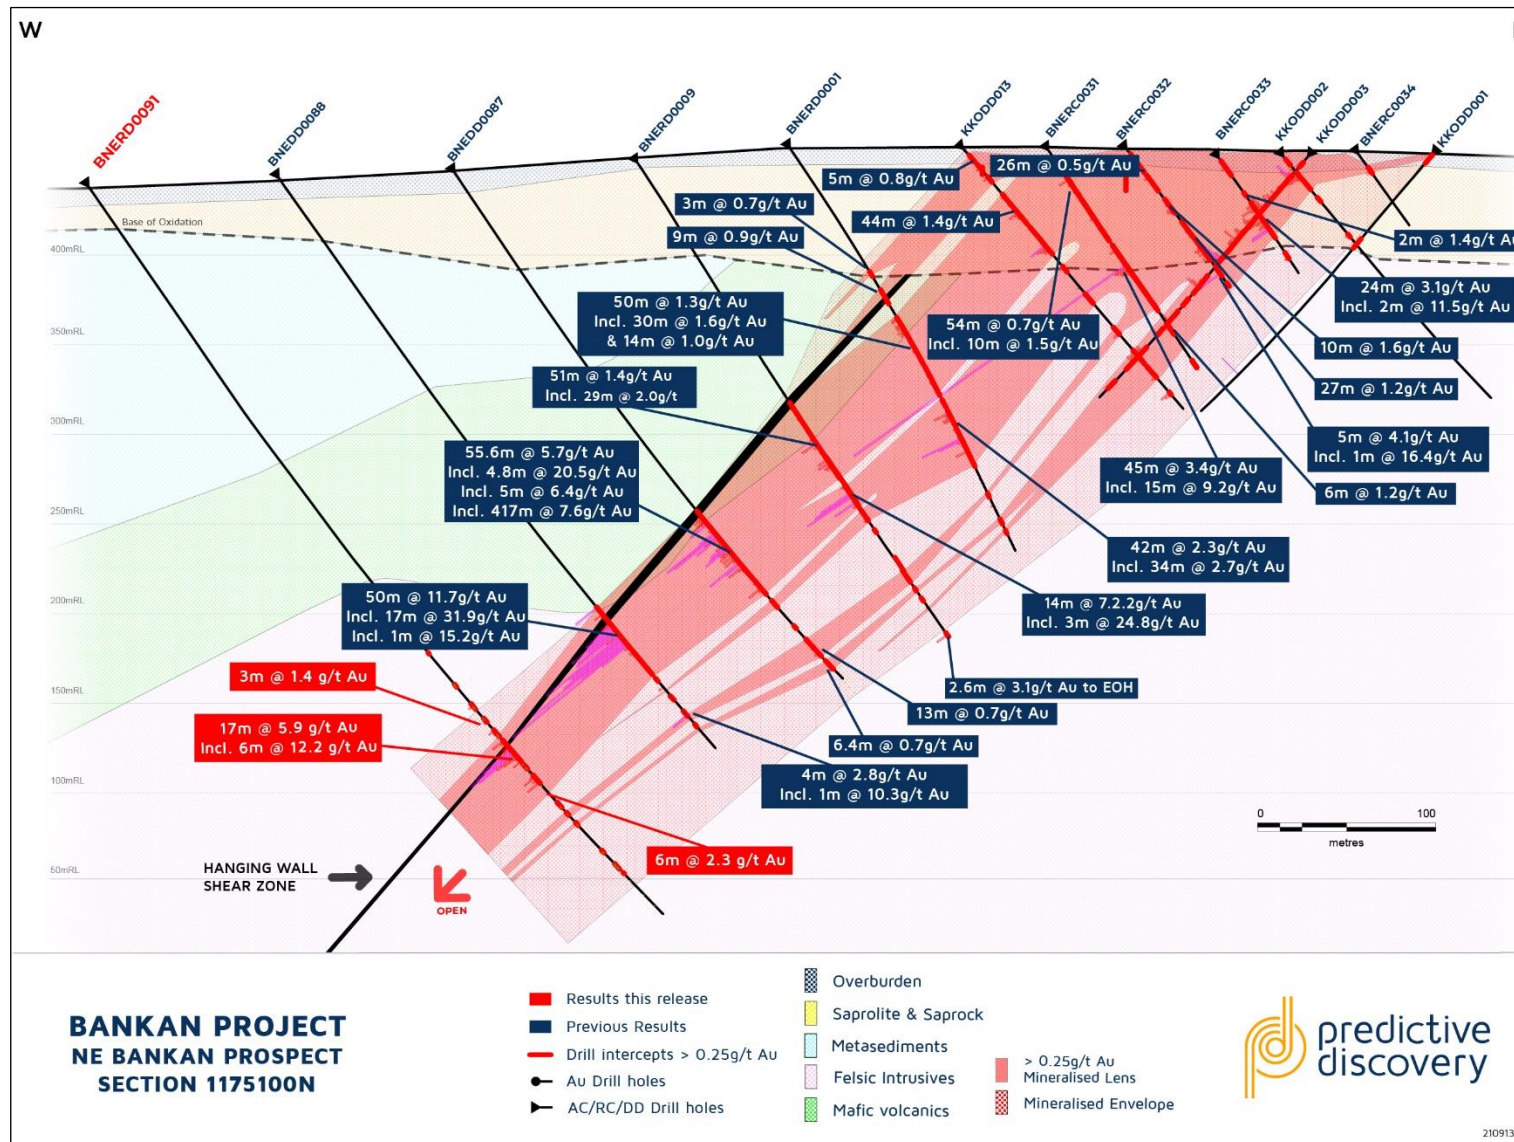 W
BNERD0091
BNEDD0088
BNEDD0087
BNERD0009
BNERD0001
KKODD013
BNERC0031
BNERC0032
BNERC0033
KKODD002
KKODD003
BNERC0034
KKODD001
Base of Oxidation
400mRL
350mRL
300mRL
250mRL
200mRL
150mRL
100mRL
50mRL
5m @ 0.8g/t Au
26m @ 0.5g/t Au
3m @ 0.7g/t Au
44m @ 1.4g/t Au
9m @ 0.9g/t Au
2m @ 1.4g/t Au
50m @ 1.3g/t Au
Incl. 30m @ 1.6g/t Au
& 14m @ 1.0g/t Au
54m @ 0.7g/t Au
Incl. 10m @ 1.5g/t Au
24m @ 3.1g/t Au
Incl. 2m @ 11.5g/t Au
10m @ 1.6g/t Au
51m @ 1.4g/t Au
Incl. 29m @ 2.0g/t
27m @ 1.2g/t Au
55.6m @ 5.7g/t Au
Incl. 4.8m @ 20.5g/t Au
Incl. 5m @ 6.4g/t Au
Incl. 417m @ 7.6g/t Au
5m @ 4.1g/t Au
Incl. 1m @ 16.4g/t Au
45m @ 3.4g/t Au
Incl. 15m @ 9.2g/t Au
6m @ 1.2g/t Au
42m @ 2.3g/t Au
Incl. 34m @ 2.7g/t Au
50m @ 11.7g/t Au
Incl. 17m @ 31.9g/t Au
Incl. 1m @ 15.2g/t Au
14m @ 7.2.2g/t Au
Incl. 3m @ 24.8g/t Au
3m @ 1.4 g/t Au
2.6m @ 3.1g/t Au to EOH
17m @ 5.9 g/t Au
Incl. 6m @ 12.2 g/t Au
13m @ 0.7g/t Au
6.4m @ 0.7g/t Au
4m @ 2.8g/t Au
Incl. 1m @ 10.3g/t Au
6m @ 2.3 g/t Au
0 100
metres
HANGING WALL
SHEAR ZONE
OPEN
BANKAN PROJECT
NE BANKAN PROSPECT
SECTION 1175100N
Results this release
Previous Results
Drill intercepts > 0.25g/t Au
Au Drill holes
AC/RC/DD Drill holes
Overburden
Saprolite & Saprock
Metasediments
Felsic Intrusives
Mafic volcanics
> 0.25g/t Au
Mineralised Lens
Mineralised Envelope
predictive
discovery
210913